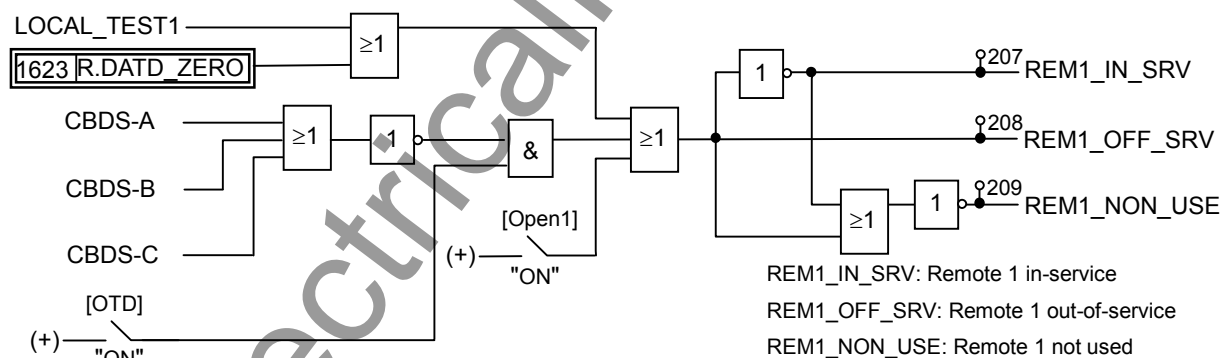 LOCAL_TEST1
≥1
1623 R.DATD_ZERO
CBDS-A
CBDS-B
CBDS-C
≥1
1
&
≥1
[Open1]
(+)
"ON"
[OTD]
(+)
"ON"
1
207
REM1_IN_SRV
208
REM1_OFF_SRV
≥1
1
209
REM1_NON_USE
REM1_IN_SRV: Remote 1 in-service
REM1_OFF_SRV: Remote 1 out-of-service
REM1_NON_USE: Remote 1 not used